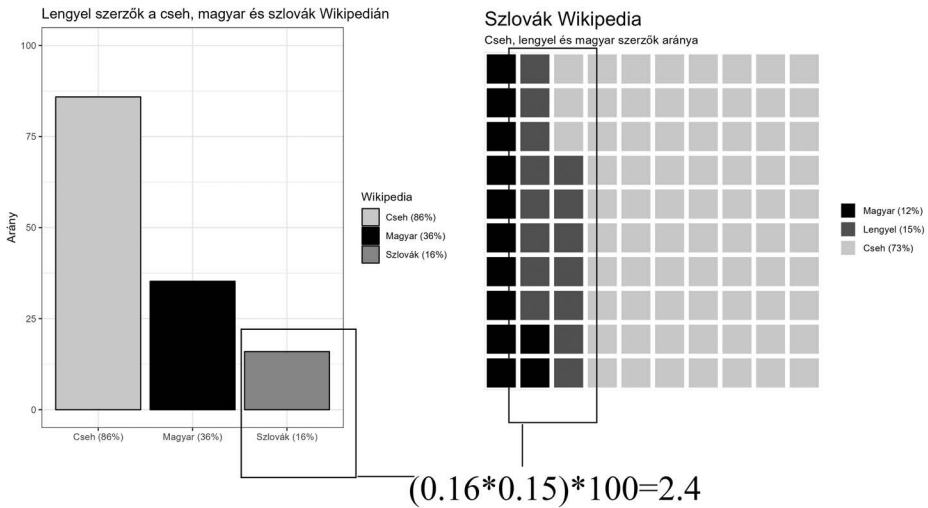 Lengyel szerzők a cseh, magyar és szlovák Wikipedián
100
75
50
25
0
Arány
Cseh (86%)
Magyar (36%)
Szlovák (16%)
Wikipedia
Cseh (86%)
Magyar (36%)
Szlovák (16%)
Szlovák Wikipedia
Cseh, lengyel és magyar szerzők aránya
Magyar (12%)
Lengyel (15%)
Cseh (73%)
(0.16*0.15)*100=2.4